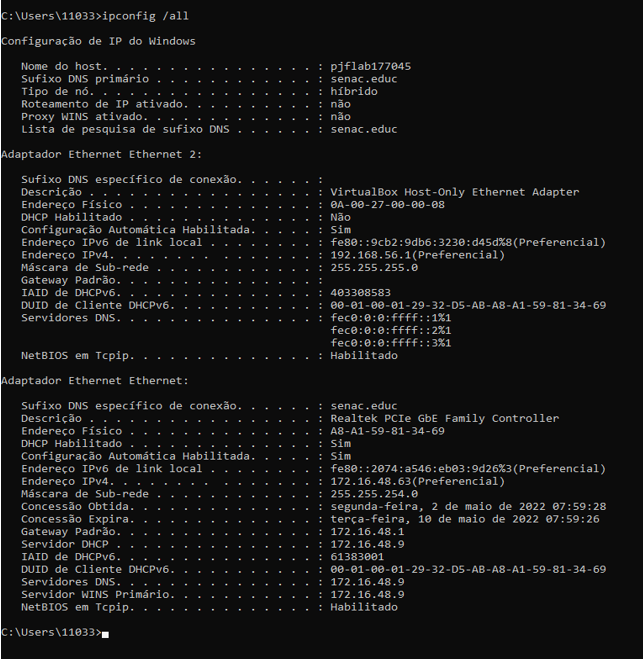 C:\Users\11033>ipconfig /all
Configuração de IP do Windows
Nome do host. . . . . . . . . . . . . . . . : pjflab177045
Sufixo DNS primário . . . . . . . . . . . . : senac.educ
Tipo de nó. . . . . . . . . . . . . . . . . : híbrido
Roteamento de IP ativado. . . . . . . . . . : não
Proxy WINS ativado. . . . . . . . . . . . . : não
Lista de pesquisa de sufixo DNS . . . . . . : senac.educ
Adaptador Ethernet Ethernet 2:
Sufixo DNS específico de conexão. . . . . . :
Descrição . . . . . . . . . . . . . . . . . : VirtualBox Host-Only Ethernet Adapter
Endereço Físico . . . . . . . . . . . . . . : 0A-00-27-00-00-08
DHCP Habilitado . . . . . . . . . . . . . . : Não
Configuração Automática Habilitada. . . . . : Sim
Endereço IPv6 de link local . . . . . . . . : fe80::9cb2:9db6:3230:d45d%8(Preferencial)
Endereço IPv4. . . . . . . . . . . . . . . : 192.168.56.1(Preferencial)
Máscara de Sub-rede . . . . . . . . . . . . : 255.255.255.0
Gateway Padrão. . . . . . . . . . . . . . . :
IAID de DHCPv6. . . . . . . . . . . . . . . : 403308583
DUID de Cliente DHCPv6. . . . . . . . . . . : 00-01-00-01-29-32-D5-AB-A8-A1-59-81-34-69
Servidores DNS. . . . . . . . . . . . . . . : fec0:0:0:ffff::1%1
fec0:0:0:ffff::2%1
fec0:0:0:ffff::3%1
NetBIOS em Tcpip. . . . . . . . . . . . . . : Habilitado
Adaptador Ethernet Ethernet:
Sufixo DNS específico de conexão. . . . . . : senac.educ
Descrição . . . . . . . . . . . . . . . . . : Realtek PCIe GbE Family Controller
Endereço Físico . . . . . . . . . . . . . . : A8-A1-59-81-34-69
DHCP Habilitado . . . . . . . . . . . . . . : Sim
Configuração Automática Habilitada. . . . . : Sim
Endereço IPv6 de link local . . . . . . . . : fe80::2074:a546:eb03:9d26%3(Preferencial)
Endereço IPv4. . . . . . . . . . . . . . . : 172.16.48.63(Preferencial)
Máscara de Sub-rede . . . . . . . . . . . . : 255.255.254.0
Concessão Obtida. . . . . . . . . . . . . . : segunda-feira, 2 de maio de 2022 07:59:28
Concessão Expira. . . . . . . . . . . . . . : terça-feira, 10 de maio de 2022 07:59:26
Gateway Padrão. . . . . . . . . . . . . . . : 172.16.48.1
Servidor DHCP . . . . . . . . . . . . . . . : 172.16.48.9
IAID de DHCPv6. . . . . . . . . . . . . . . : 61383001
DUID de Cliente DHCPv6. . . . . . . . . . . : 00-01-00-01-29-32-D5-AB-A8-A1-59-81-34-69
Servidores DNS. . . . . . . . . . . . . . . : 172.16.48.9
Servidor WINS Primário. . . . . . . . . . . : 172.16.48.9
NetBIOS em Tcpip. . . . . . . . . . . . . . : Habilitado
C:\Users\11033>